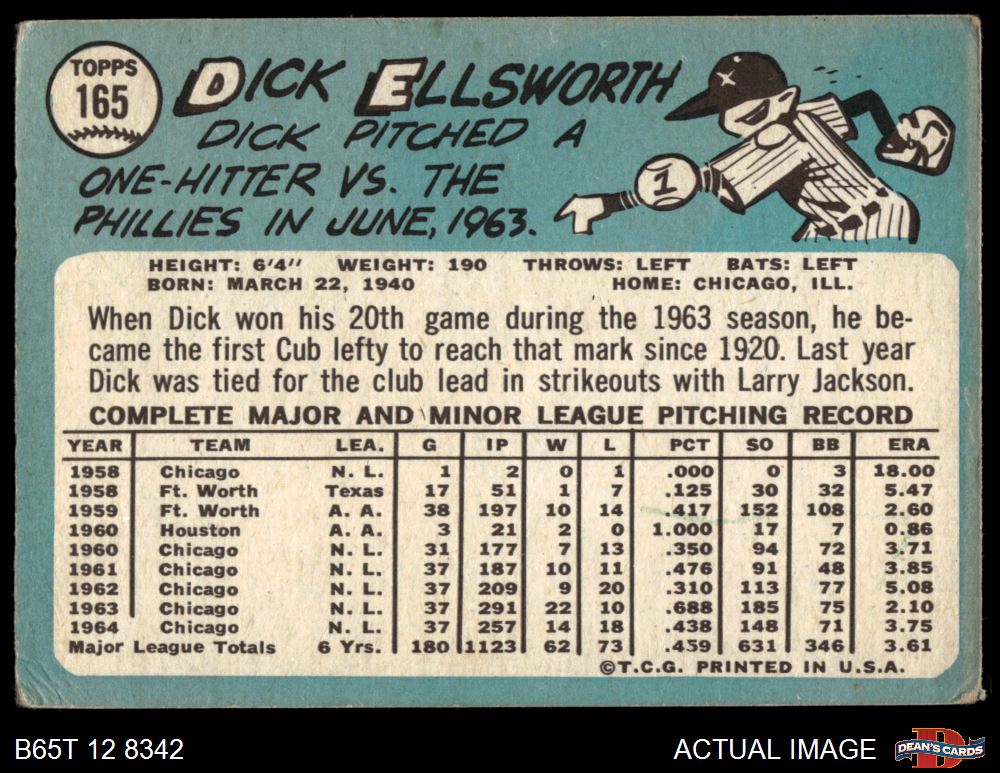 TOPPS
165
DICK ELLSWORTH
DICK PITCHED A
ONE-HITTER VS. THE
PHILLIES IN JUNE, 1963.
1
HEIGHT: 6'4" WEIGHT: 190 THROWS: LEFT BATS: LEFT
BORN: MARCH 22, 1940 HOME: CHICAGO, ILL.
When Dick won his 20th game during the 1963 season, he be-
came the first Cub lefty to reach that mark since 1920. Last year
Dick was tied for the club lead in strikeouts with Larry Jackson.
COMPLETE MAJOR AND MINOR LEAGUE PITCHING RECORD
YEAR TEAM LEA. G IP W L PCT SO BB ERA
1958 Chicago N. L. 1 2 0 1 .000 0 3 18.00
1958 Ft. Worth Texas 17 51 1 7 .125 30 32 5.47
1959 Ft. Worth A. A. 38 197 10 14 .417 152 108 2.60
1960 Houston A. A. 3 21 2 0 1.000 17 7 0.86
1960 Chicago N. L. 31 177 7 13 .350 94 72 3.71
1961 Chicago N. L. 37 187 10 11 .476 91 48 3.85
1962 Chicago N. L. 37 209 9 20 .310 113 77 5.08
1963 Chicago N. L. 37 291 22 10 .688 185 75 2.10
1964 Chicago N. L. 37 257 14 18 .438 148 71 3.75
Major League Totals 6 Yrs. 180 1123 62 73 .459 631 346 3.61
©T.C.G. PRINTED IN U.S.A.
B65T 12 8342
ACTUAL IMAGE
DEAN'S CARDS